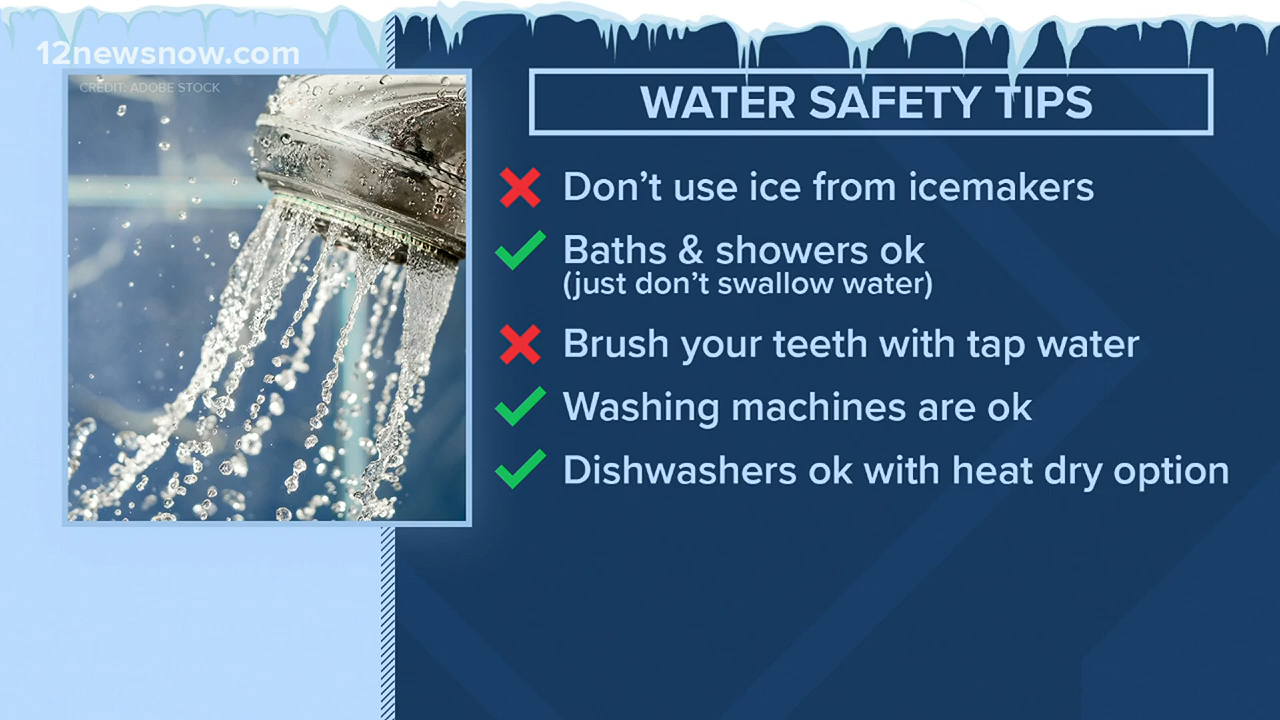 12newsnow.com
CREDIT: ADOBE STOCK
WATER SAFETY TIPS
Don’t use ice from icemakers
Baths & showers ok
(just don’t swallow water)
Brush your teeth with tap water
Washing machines are ok
Dishwashers ok with heat dry option